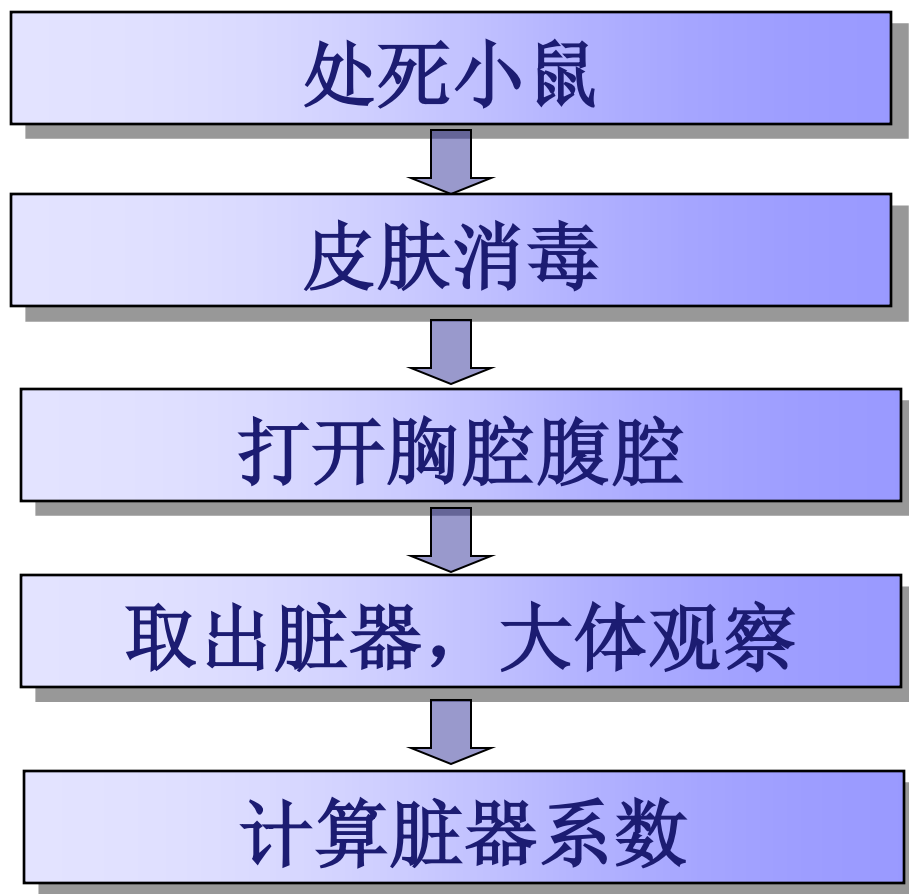 处死小鼠
皮肤消毒
打开胸腔腹腔
取出脏器，大体观察
计算脏器系数